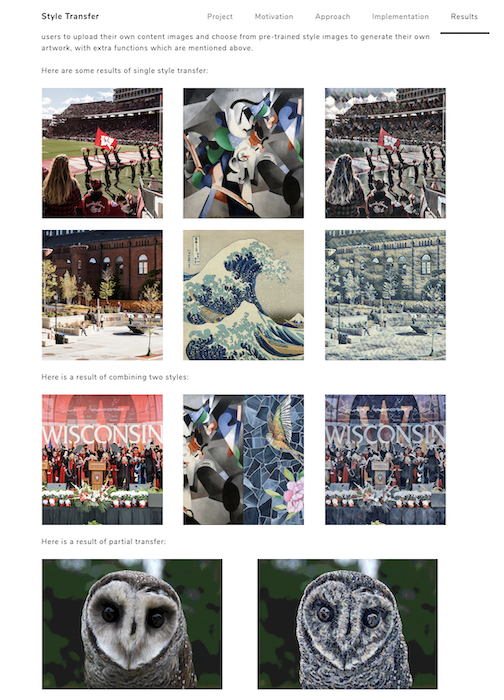 Style Transfer
Project
Motivation
Approach
Implementation
Results
users to upload their own content images and choose from pre-trained style images to generate their own
artwork, with extra functions which are mentioned above.
Here are some results of single style transfer:
Here is a result of combining two styles:
WISCONSIN
WISCONSIN
Here is a result of partial transfer: